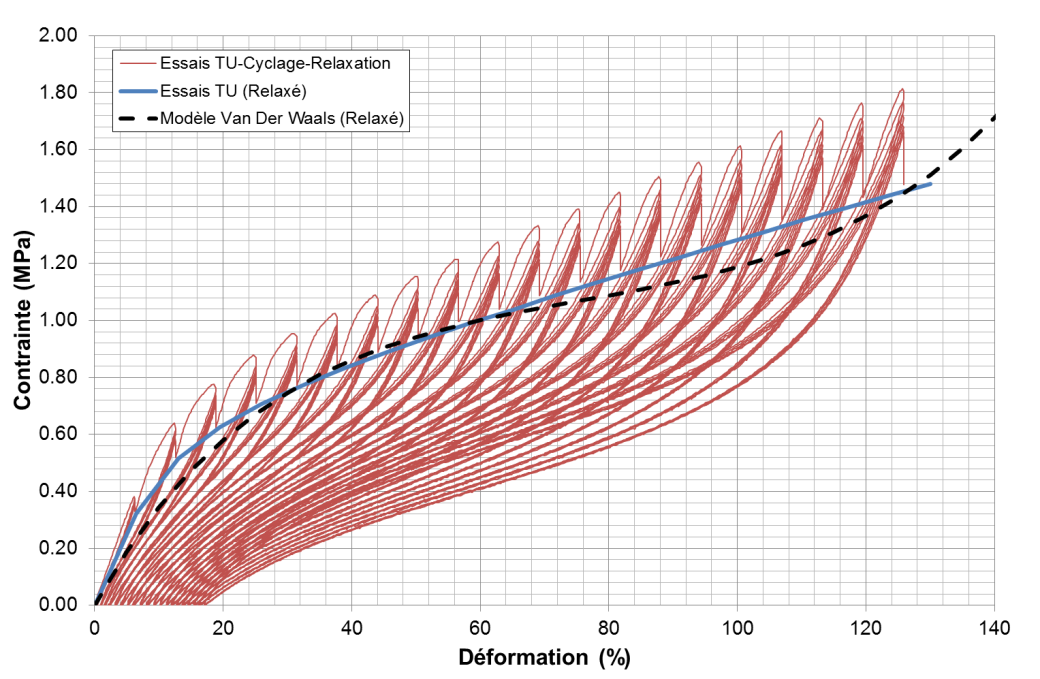 2.00
1.80
1.60
1.40
1.20
1.00
0.80
0.60
0.40
0.20
0.00
Contrainte (MPa)
Essais TU-Cyclage-Relaxation
Essais TU (Relaxé)
Modèle Van Der Waals (Relaxé)
0 20 40 60 80 100 120 140
Déformation (%)